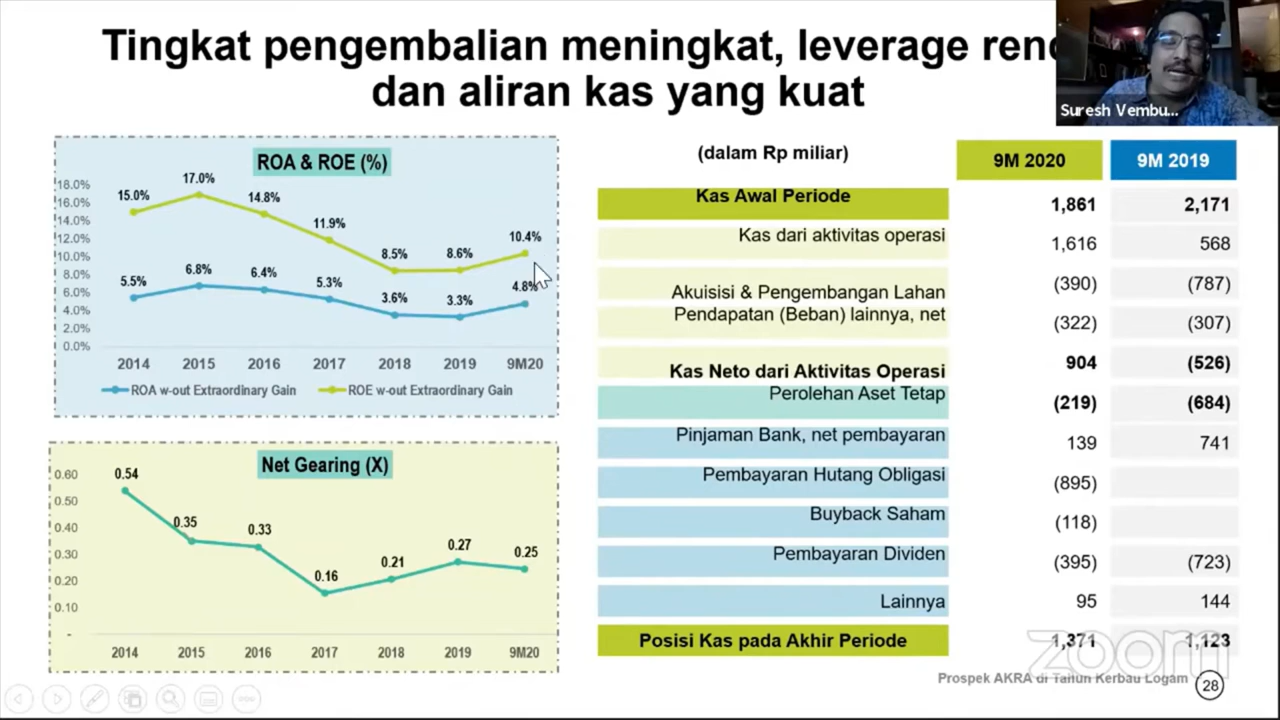 Tingkat pengembalian meningkat, leverage
dan aliran kas yang kuat
Suresh Vembu...
ROA & ROE (%)
18.0%
16.0%
14.0%
12.0%
10.0%
8.0%
6.0%
4.0%
2.0%
0.0%
15.0%
17.0%
14.8%
11.9%
8.5%
8.6%
10.4%
5.5%
6.8%
6.4%
5.3%
3.6%
3.3%
4.8%
2014 2015 2016 2017 2018 2019 9M20
ROA w-out Extraordinary Gain ROE w-out Extraordinary Gain
Net Gearing (X)
0.60
0.50
0.40
0.30
0.20
0.10
-
0.54
0.35
0.33
0.16
0.21
0.27
0.25
2014 2015 2016 2017 2018 2019 9M20
(dalam Rp miliar) 9M 2020 9M 2019
Kas Awal Periode 1,861 2,171
Kas dari aktivitas operasi 1,616 568
Akuisisi & Pengembangan Lahan (390) (787)
Pendapatan (Beban) lainnya, net (322) (307)
Kas Neto dari Aktivitas Operasi 904 (526)
Perolehan Aset Tetap (219) (684)
Pinjaman Bank, net pembayaran 139 741
Pembayaran Hutang Obligasi (895)
Buyback Saham (118)
Pembayaran Dividen (395) (723)
Lainnya 95 144
Posisi Kas pada Akhir Periode 1,371 1,123
zoom
Prospek AKRA di Tahun Kerbau Logam 28